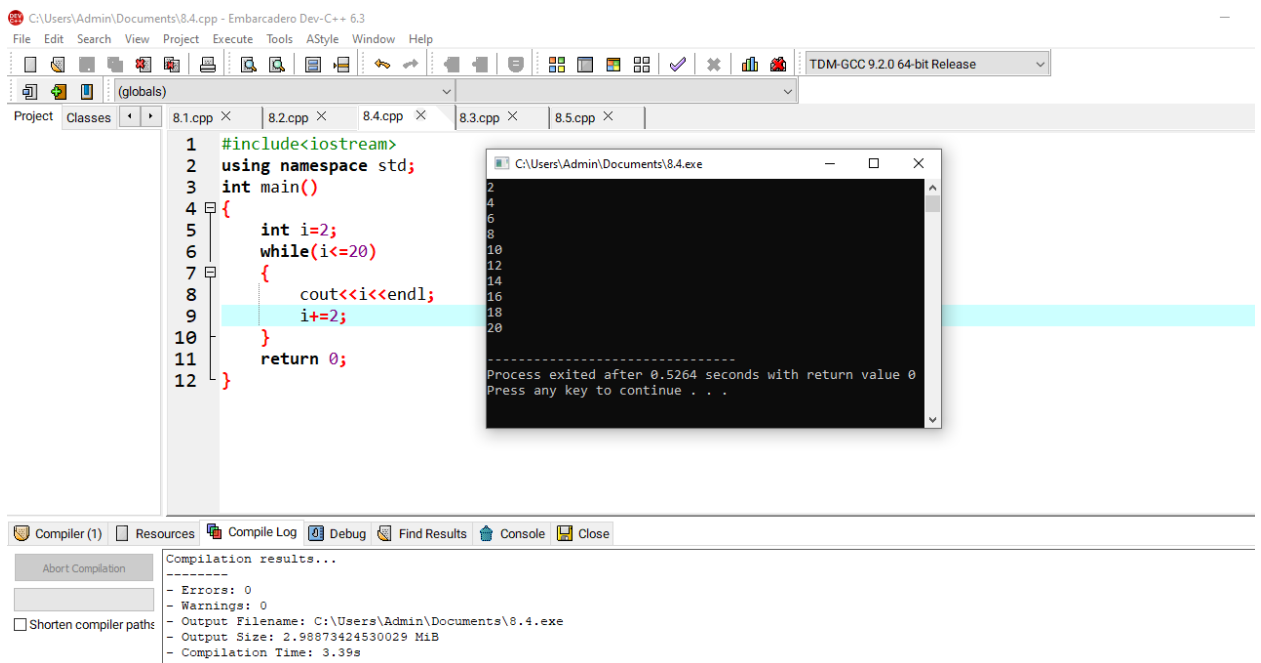 C:\Users\Admin\Documents\8.4.cpp - Embarcadero Dev-C++ 6.3
File Edit Search View Project Execute Tools AStyle Window Help
TDM-GCC 9.2.0 64-bit Release
(globals)
Project Classes 8.1.cpp 8.2.cpp 8.4.cpp 8.3.cpp 8.5.cpp
1 #include<iostream>
2 using namespace std;
3 int main()
4 {
5 int i=2;
6 while(i<=20)
7 {
8 cout<<i<<endl;
9 i+=2;
10 }
11 return 0;
12 }
C:\Users\Admin\Documents\8.4.exe
2
4
6
8
10
12
14
16
18
20
--------------------------------
Process exited after 0.5264 seconds with return value 0
Press any key to continue . . .
Compiler (1) Resources Compile Log Debug Find Results Console Close
Abort Compilation
Shorten compiler paths
Compilation results...
--------
- Errors: 0
- Warnings: 0
- Output Filename: C:\Users\Admin\Documents\8.4.exe
- Output Size: 2.98873424530029 MiB
- Compilation Time: 3.39s